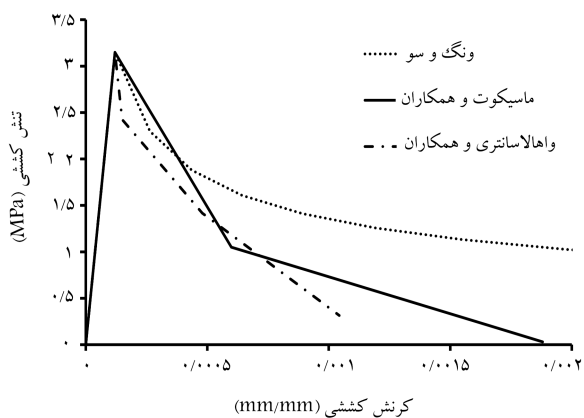 ۳/۵
۳
۲/۵
۲ ۲
۱/۵
۱
۰/۵
۰
تنش کششی (MPa)
ونگ و سو
ماسیکوت و همکاران
واهالاسانتری و همکاران
۰
۰/۰۰۰۵
۰/۰۰۱
۰/۰۰۱۵
۰/۰۰۲
کرنش کششی (mm/mm)